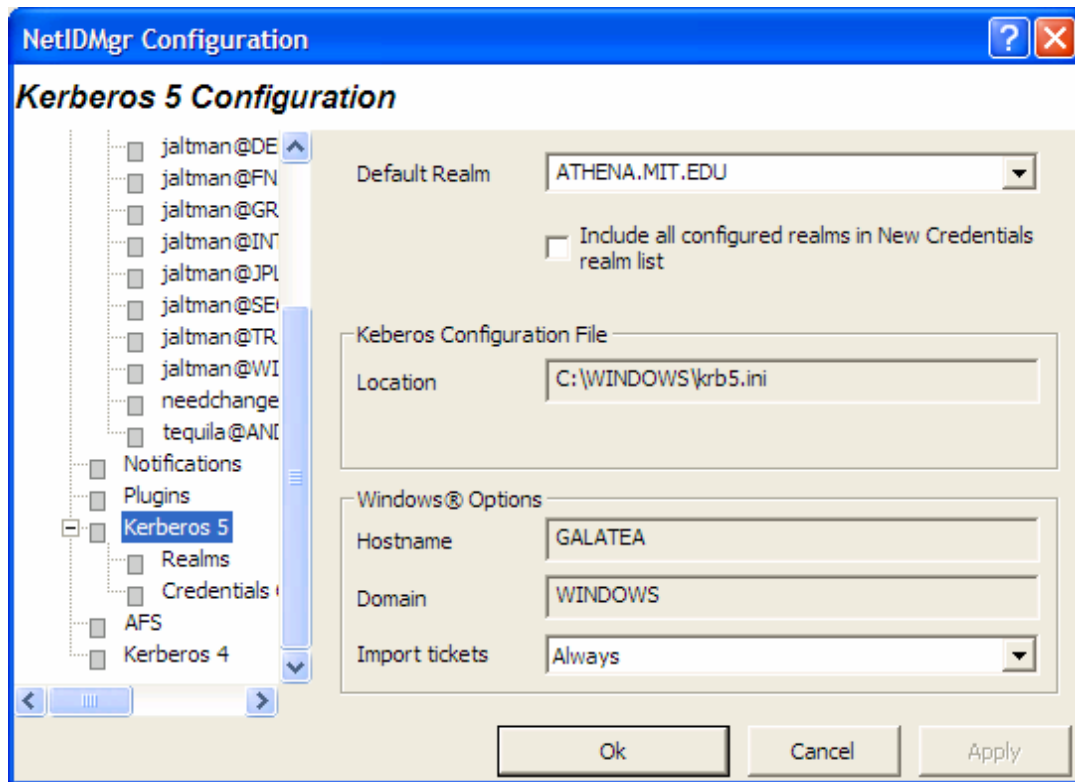 NetIDMgr Configuration
Kerberos 5 Configuration
jaltman@DE
jaltman@FN
jaltman@GR
jaltman@INT
jaltman@JPL
jaltman@SE
jaltman@TR
jaltman@WI
needchange
tequila@AND
Notifications
Plugins
Kerberos 5
Realms
Credentials
AFS
Kerberos 4
Default Realm
ATHENA.MIT.EDU
Include all configured realms in New Credentials
realm list
Keberos Configuration File
Location
C:\WINDOWS\krb5.ini
Windows® Options
Hostname
GALATEA
Domain
WINDOWS
Import tickets
Always
Ok
Cancel
Apply